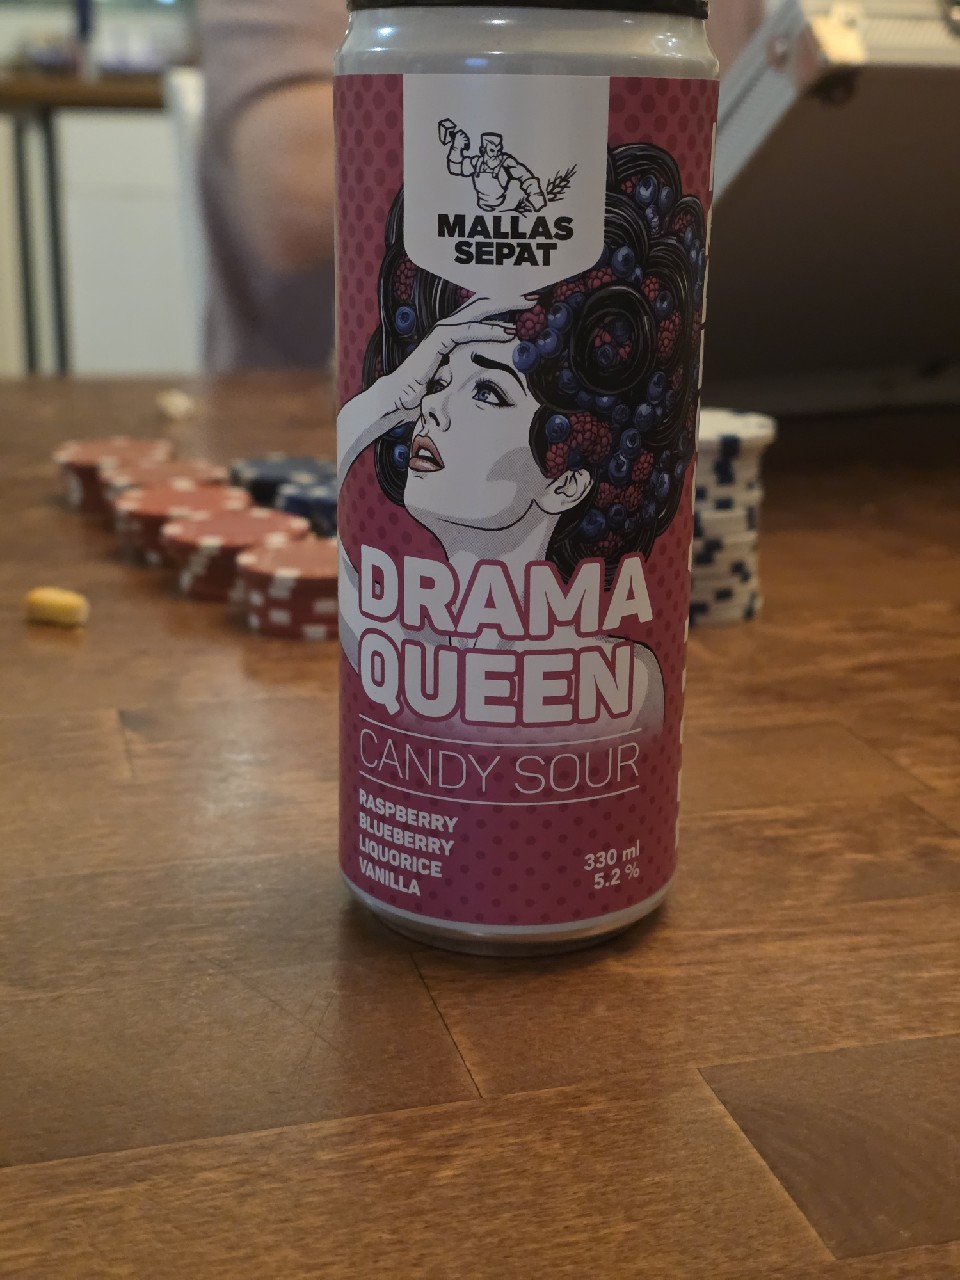 MALLAS
SEPAT
DRAMA
QUEEN
CANDY SOUR
RASPBERRY
BLUEBERRY
LIQUORICE
VANILLA
330 ml
5.2 %